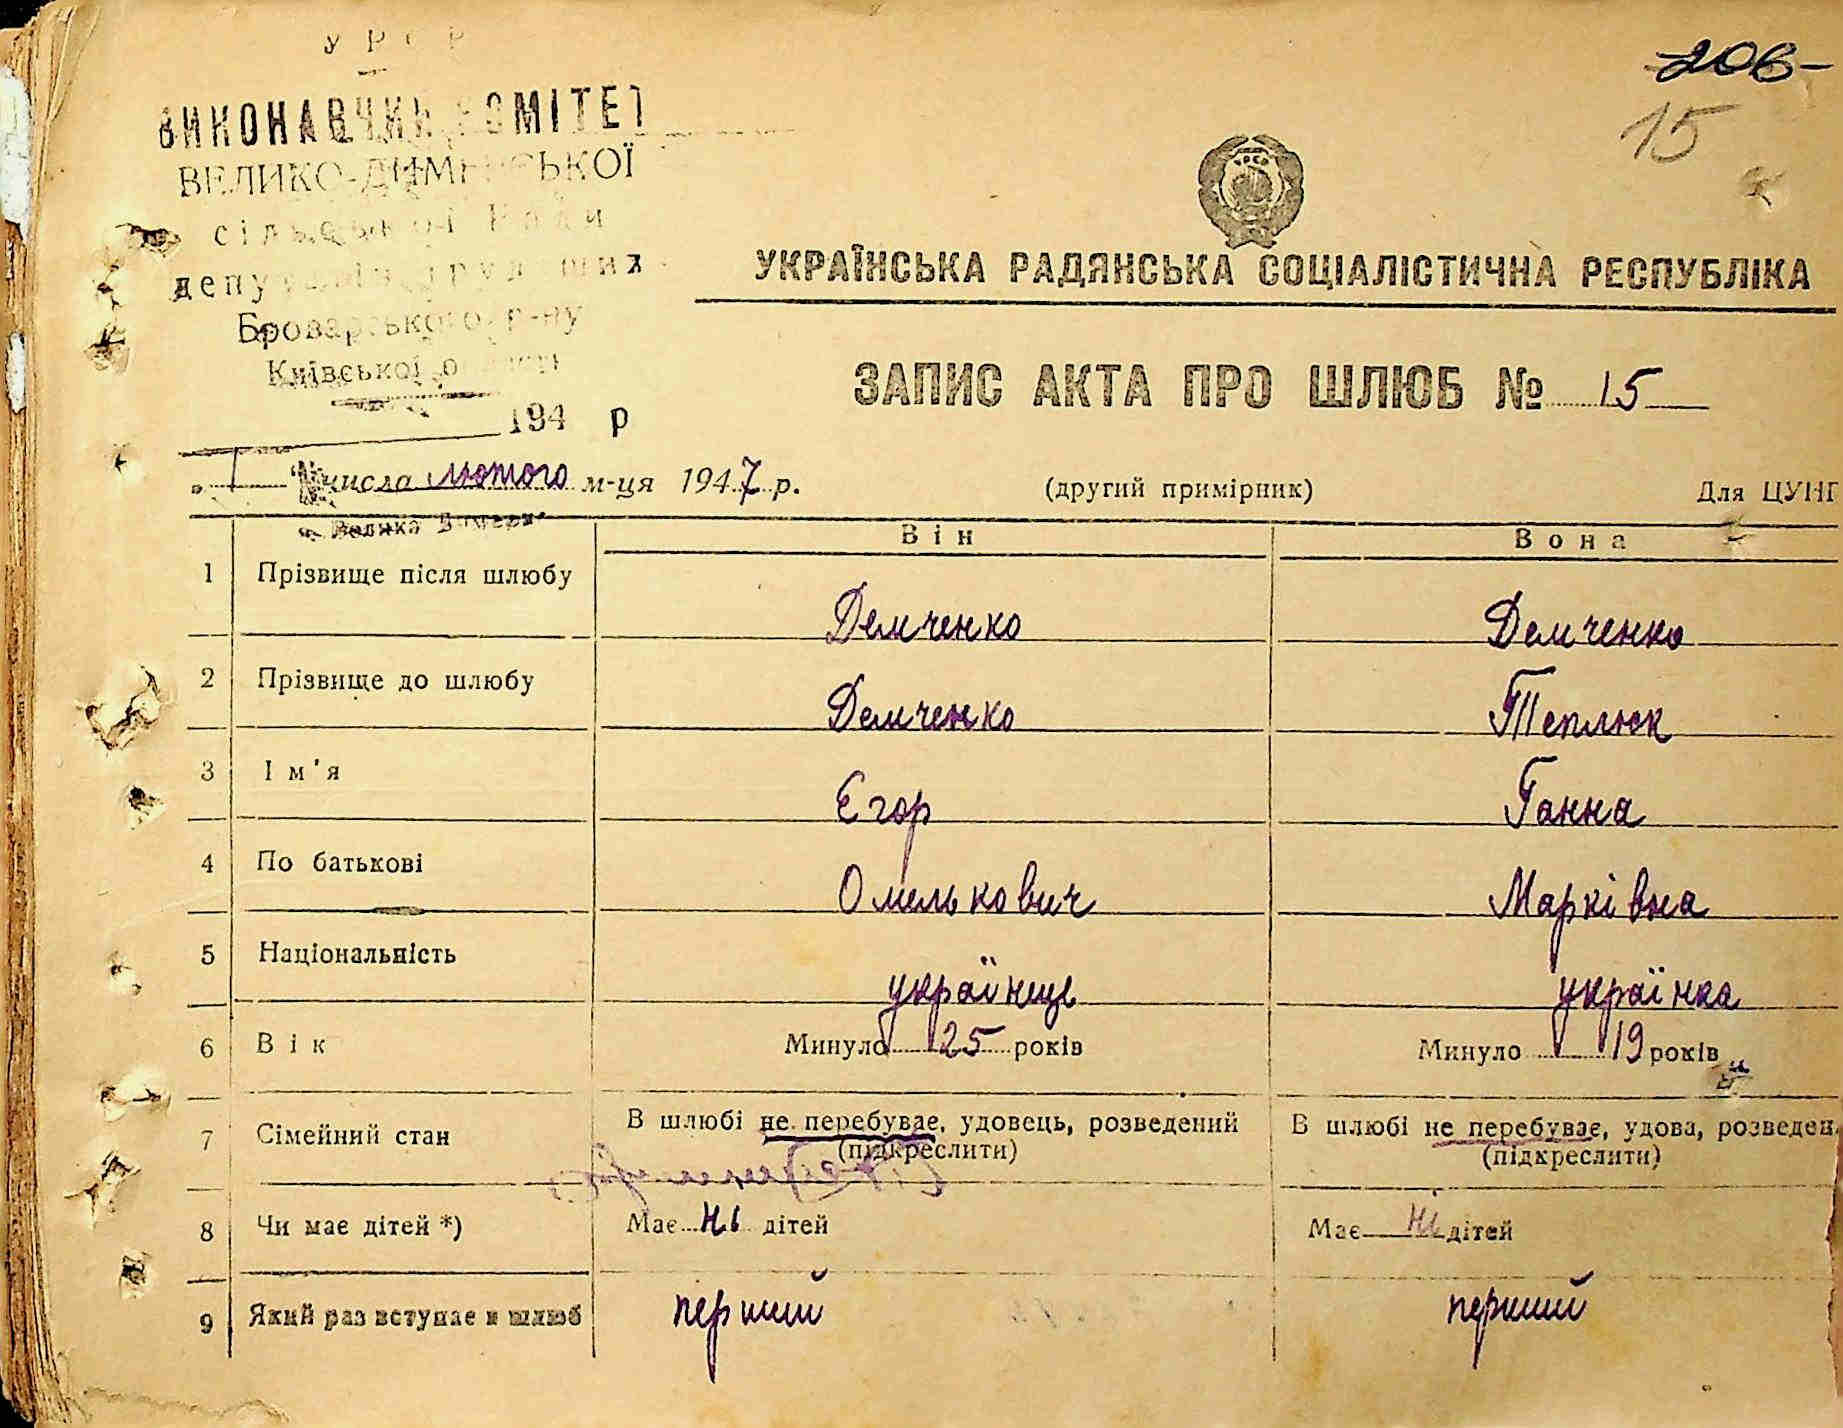 У Р С Р
ВИКОНАВЧИЙ КОМІТЕТ
ВЕЛИКО-ДИМЕРСЬКОЇ
сільської Ради
депутатів трудящих
Броварського р-ну
Київської області
194 р
206-
15
УРСР
УКРАЇНСЬКА РАДЯНСЬКА СОЦІАЛІСТИЧНА РЕСПУБЛІКА
ЗАПИС АКТА ПРО ШЛЮБ № 15
„ 1 числа лютого м-ця 1947 р.
(другий примірник)
Для ЦУНГ
Велика Димерка
Він
Вона
1 Прізвище після шлюбу Демченко Демченко
2 Прізвище до шлюбу Демченко Теплюк
3 Ім'я Єгор Ганна
4 По батькові Омелькович Марківна
5 Національність українець українка
6 Вік Минуло 25 років Минуло 19 років
7 Сімейний стан В шлюбі не перебуває, удовець, розведений В шлюбі не перебуває, удова, розведен
(підкреслити) (підкреслити)
8 Чи має дітей *) Має ні дітей Має ні дітей
9 Який раз вступає в шлюб перший перший